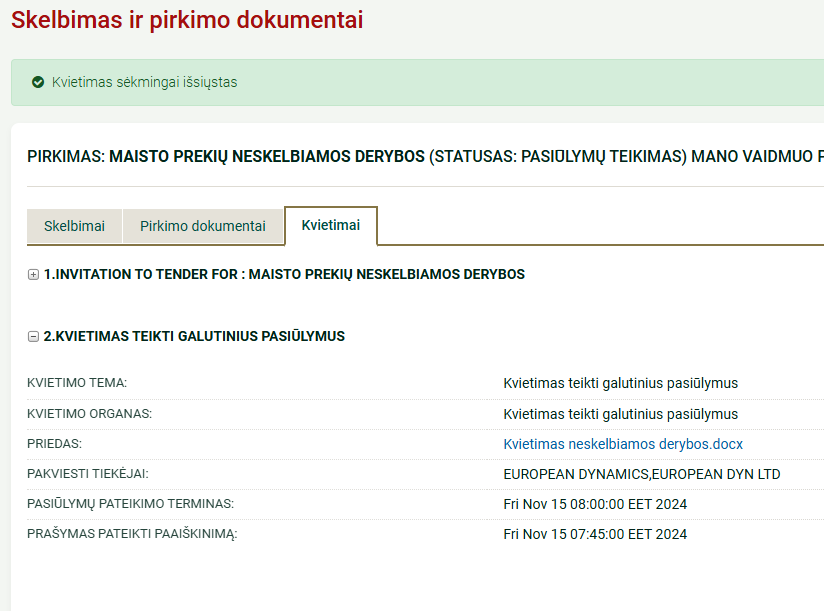 Skelbimas ir pirkimo dokumentai
Kvietimas sėkmingai išsiųstas
PIRKIMAS: MAISTO PREKIŲ NESKELBIAMOS DERYBOS (STATUSAS: PASIŪLYMŲ TEIKIMAS) MANO VAIDMUO
Skelbimai Pirkimo dokumentai Kvietimai
1.INVITATION TO TENDER FOR : MAISTO PREKIŲ NESKELBIAMOS DERYBOS
2.KVIETIMAS TEIKTI GALUTINIUS PASIŪLYMUS
KVIETIMO TEMA: Kvietimas teikti galutinius pasiūlymus
KVIETIMO ORGANAS: Kvietimas teikti galutinius pasiūlymus
PRIEDAS: Kvietimas neskelbiamos derybos.docx
PAKVIESTI TIEKĖJAI: EUROPEAN DYNAMICS,EUROPEAN DYN LTD
PASIŪLYMŲ PATEIKIMO TERMINAS: Fri Nov 15 08:00:00 EET 2024
PRAŠYMAS PATEIKTI PAAIŠKINIMĄ: Fri Nov 15 07:45:00 EET 2024